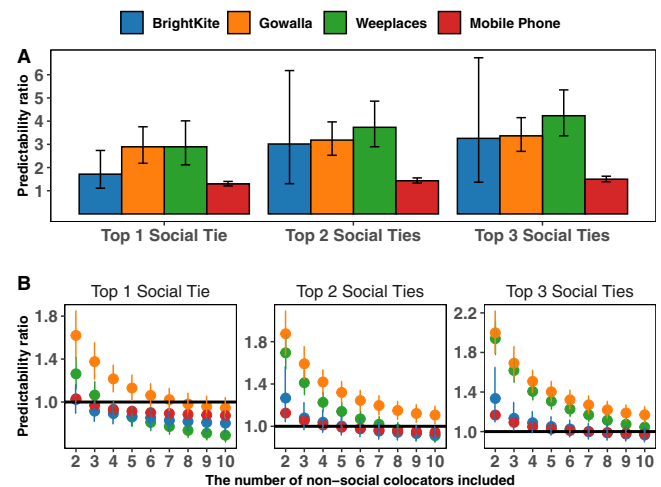 BrightKite Gowalla Weeplaces Mobile Phone
A
Predictability ratio
6
5
4
3
2
1
Top 1 Social Tie Top 2 Social Ties Top 3 Social Ties
B
Top 1 Social Tie Top 2 Social Ties Top 3 Social Ties
Predictability ratio
1.8
1.4
1.0
1.8
1.4
1.0
2.2
1.8
1.4
1.0
2 3 4 5 6 7 8 9 10 2 3 4 5 6 7 8 9 10 2 3 4 5 6 7 8 9 10
The number of non−social colocators included